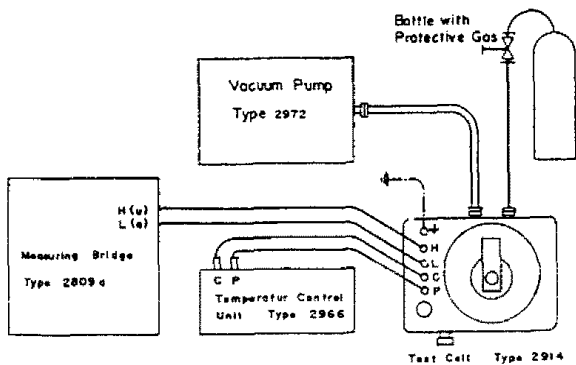 Bottle with
Protective Gas
Vacuum Pump
Type 2972
H(u)
L(o)
Measuring Bridge
Type 2809 a
C P
Temperatur Control
Unit Type 2966
H
L
C
P
Test Cell Type 2914